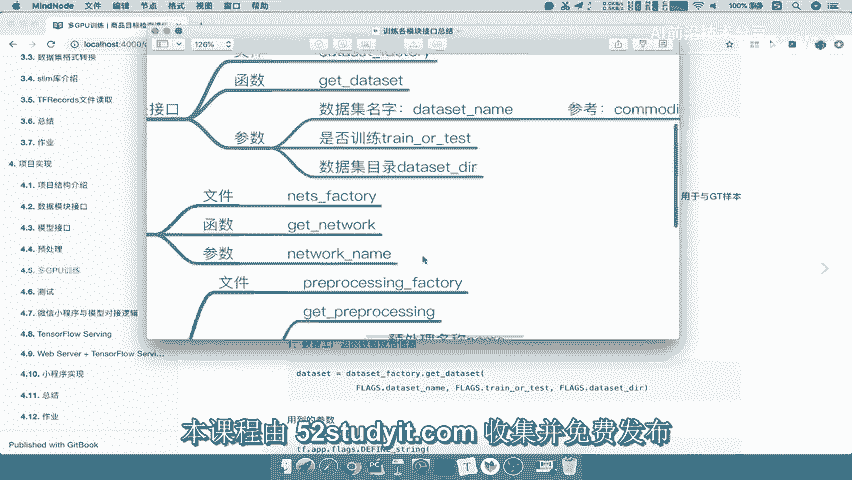 MindNode 文件 编辑 节点 格式 视图 窗口 帮助
100%
多GPU训练 | 商品目标检测
localhost:4000/
训练各模块接口总结
126%
3.3. 数据集格式转换
3.4. slim库介绍
3.5. TFRecords文件读取
3.6. 总结
3.7. 作业
4. 项目实现
4.1. 项目结构介绍
4.2. 数据模块接口
4.3. 模型接口
4.4. 预处理
4.5. 多GPU训练
4.6. 测试
4.7. 微信小程序与模型对接逻辑
4.8. TensorFlow Serving
4.9. Web Server + TensorFlow Servi...
4.10. 小程序实现
4.11. 总结
4.12. 作业
Published with GitBook
文件 dataset_factory
函数 get_dataset
接口
参数
数据集名字：dataset_name 参考：commodi
是否训练train_or_test
数据集目录dataset_dir
文件 nets_factory
函数 get_network
参数 network_name
文件 preprocessing_factory
get_preprocessing
预处理名称name
用于与GT样本
dataset = dataset_factory.get_dataset(
FLAGS.dataset_name, FLAGS.train_or_test, FLAGS.dataset_dir)
用到的参数
tf.app.flags.DEFINE_string(
本课程由 52studyit.com 收集并免费发布